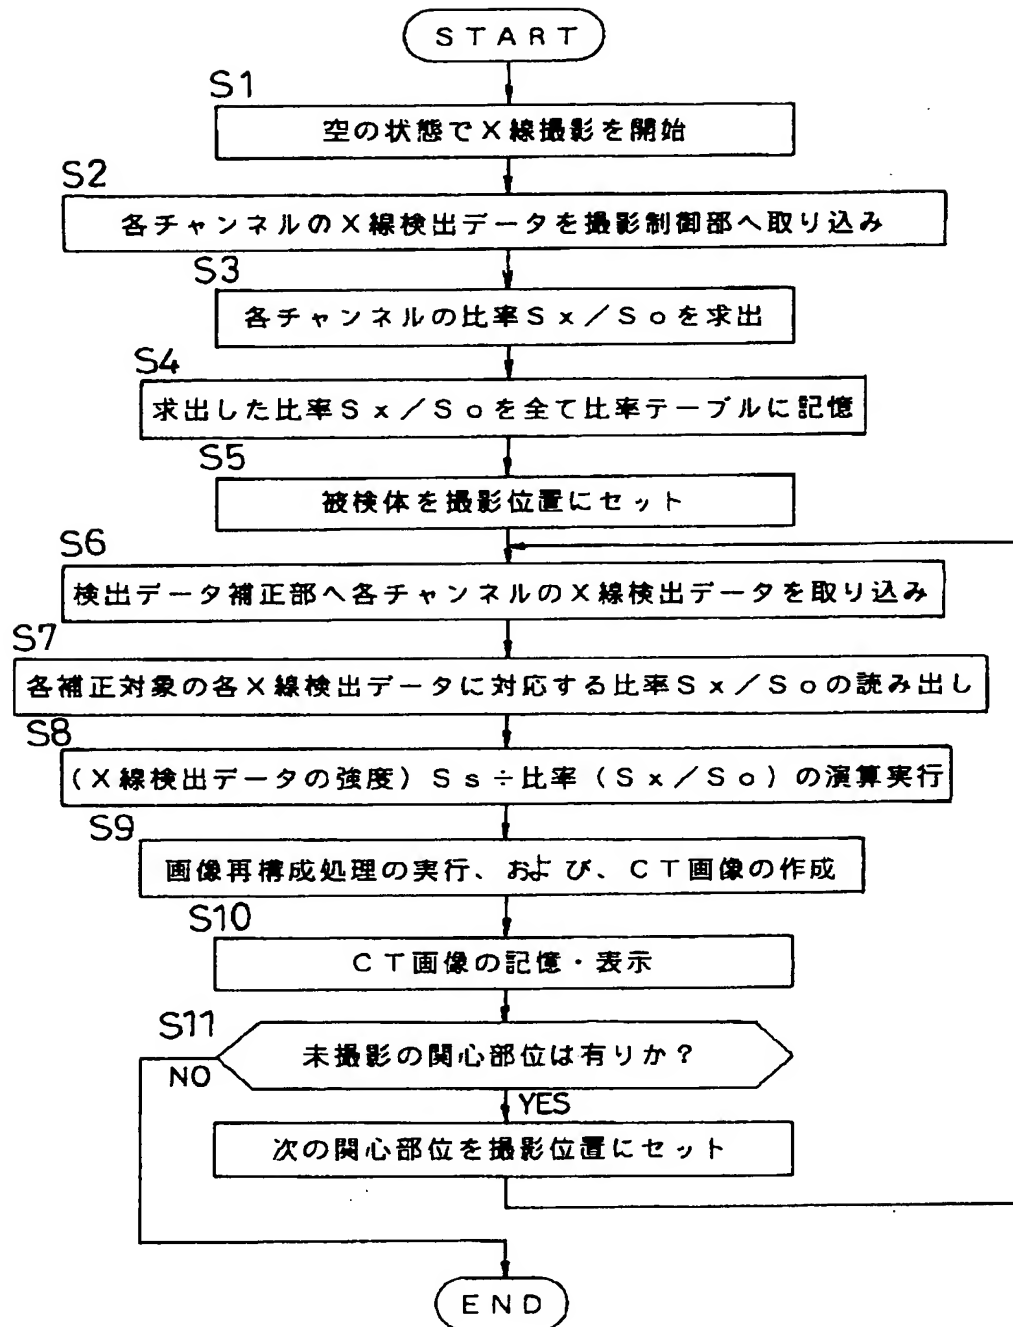 START
S1
空の状態でX線撮影を開始
S2
各チャンネルのX線検出データを撮影制御部へ取り込み
S3
各チャンネルの比率Sx/Soを求出
S4
求出した比率Sx/Soを全て比率テーブルに記憶
S5
被検体を撮影位置にセット
S6
検出データ補正部へ各チャンネルのX線検出データを取り込み
S7
各補正対象の各X線検出データに対応する比率Sx/Soの読み出し
S8
(X線検出データの強度)Ss÷比率(Sx/So)の演算実行
S9
画像再構成処理の実行、および、CT画像の作成
S10
CT画像の記憶・表示
S11
未撮影の関心部位は有りか?
NO
YES
次の関心部位を撮影位置にセット
END